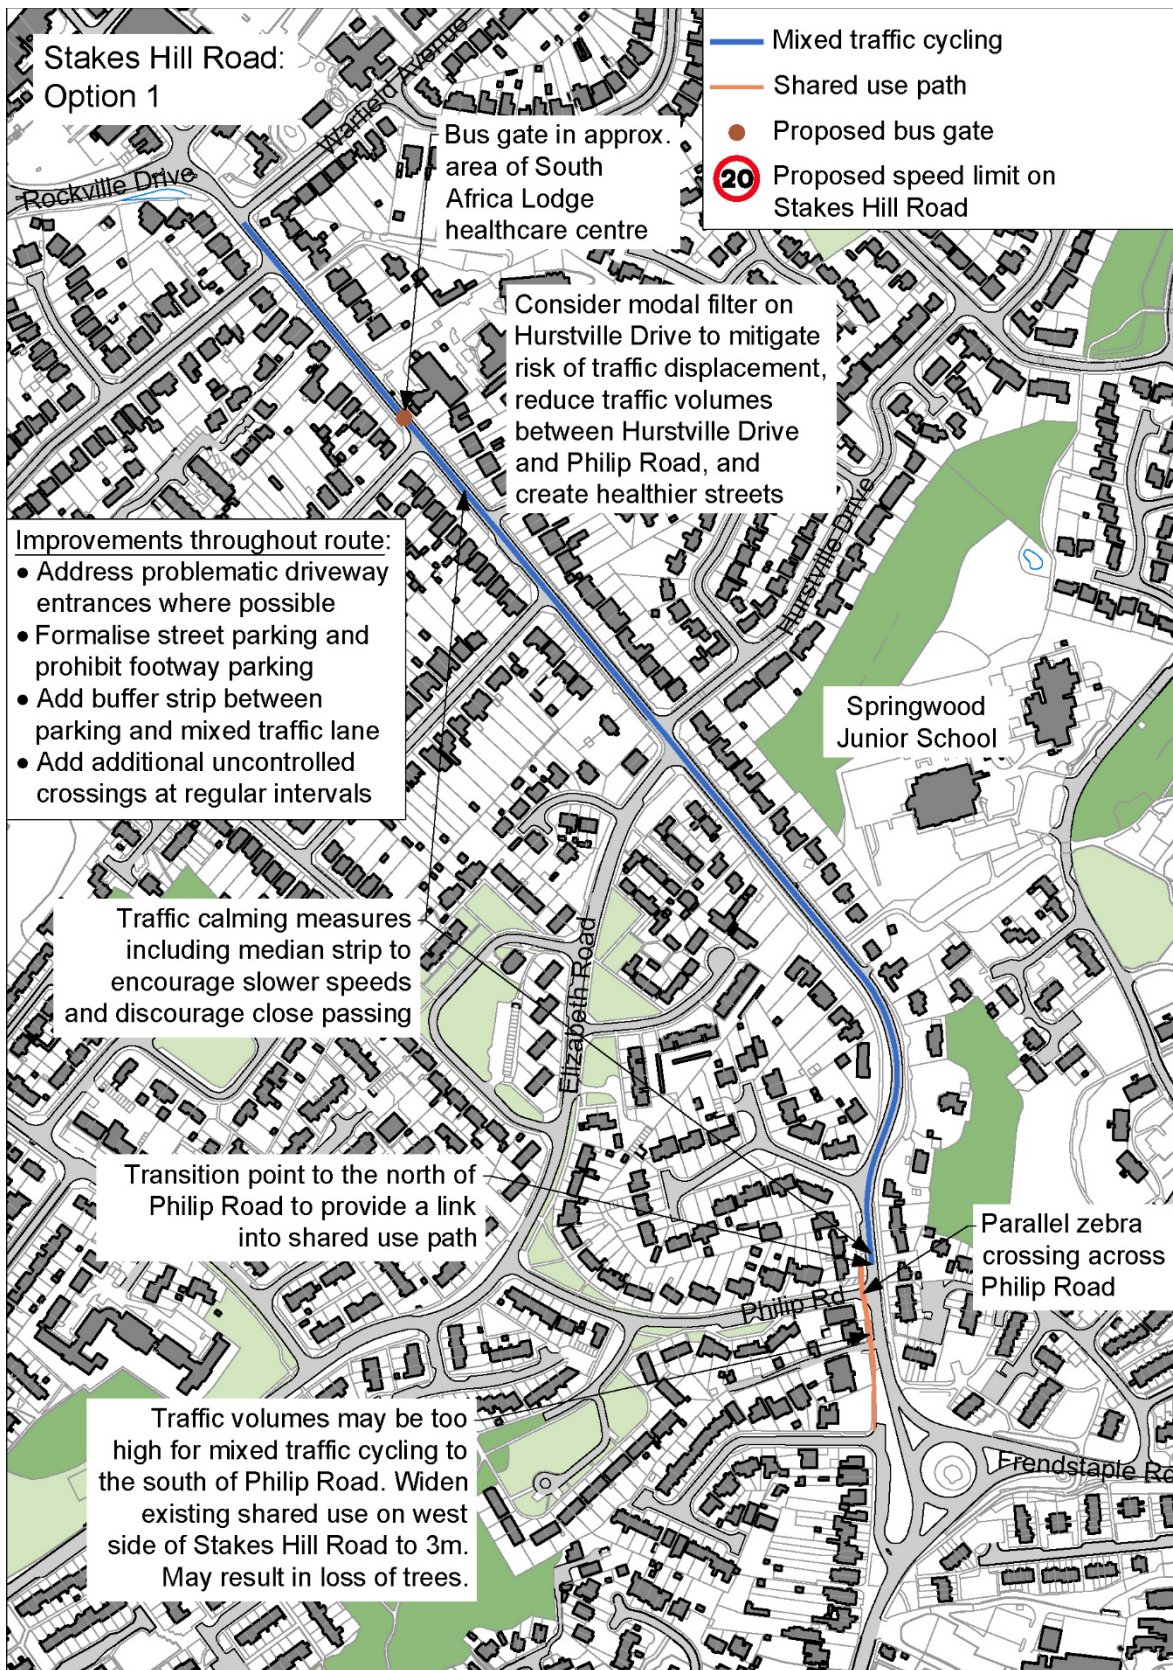 Stakes Hill Road:
Option 1
Mixed traffic cycling
Shared use path
Proposed bus gate
20
Proposed speed limit on
Stakes Hill Road
Warfield Avenue
Rockville Drive
Bus gate in approx.
area of South
Africa Lodge
healthcare centre
Consider modal filter on
Hurstville Drive to mitigate
risk of traffic displacement,
reduce traffic volumes
between Hurstville Drive
and Philip Road, and
create healthier streets
Hurstville Drive
Improvements throughout route:
• Address problematic driveway
entrances where possible
• Formalise street parking and
prohibit footway parking
• Add buffer strip between
parking and mixed traffic lane
• Add additional uncontrolled
crossings at regular intervals
Springwood
Junior School
Traffic calming measures
including median strip to
encourage slower speeds
and discourage close passing
Elizabeth Road
Transition point to the north of
Philip Road to provide a link
into shared use path
Parallel zebra
crossing across
Philip Road
Philip Rd
Traffic volumes may be too
high for mixed traffic cycling to
the south of Philip Road. Widen
existing shared use on west
side of Stakes Hill Road to 3m.
May result in loss of trees.
Frendstaple Rd